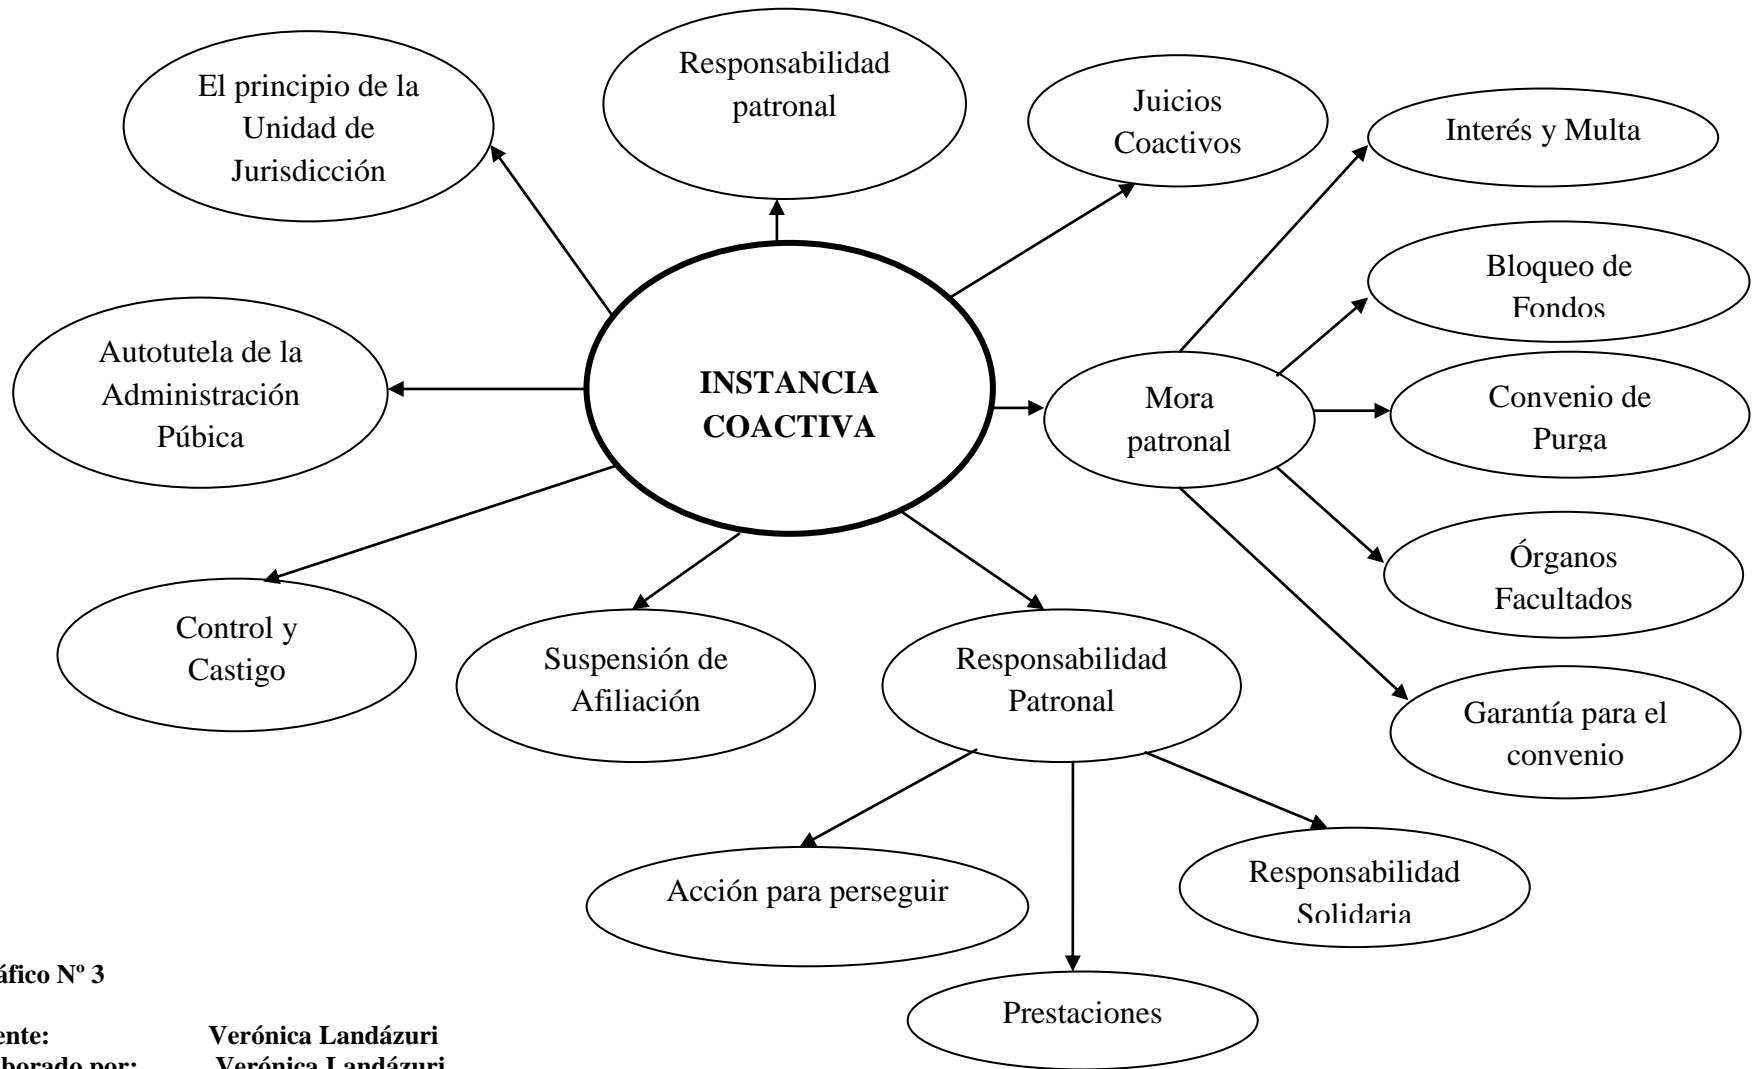 El principio de la
Unidad de
Jurisdicción
Responsabilidad
patronal
Juicios
Coactivos
Interés y Multa
Bloqueo de
Fondos
Autotutela de la
Administración
Púbica
INSTANCIA
COACTIVA
Mora
patronal
Convenio de
Purga
Órganos
Facultados
Control y
Castigo
Suspensión de
Afiliación
Responsabilidad
Patronal
Garantía para el
convenio
Acción para perseguir
Responsabilidad
Solidaria
Prestaciones
áfico Nº 3
ente: Verónica Landázuri
borado por: Verónica Landázuri